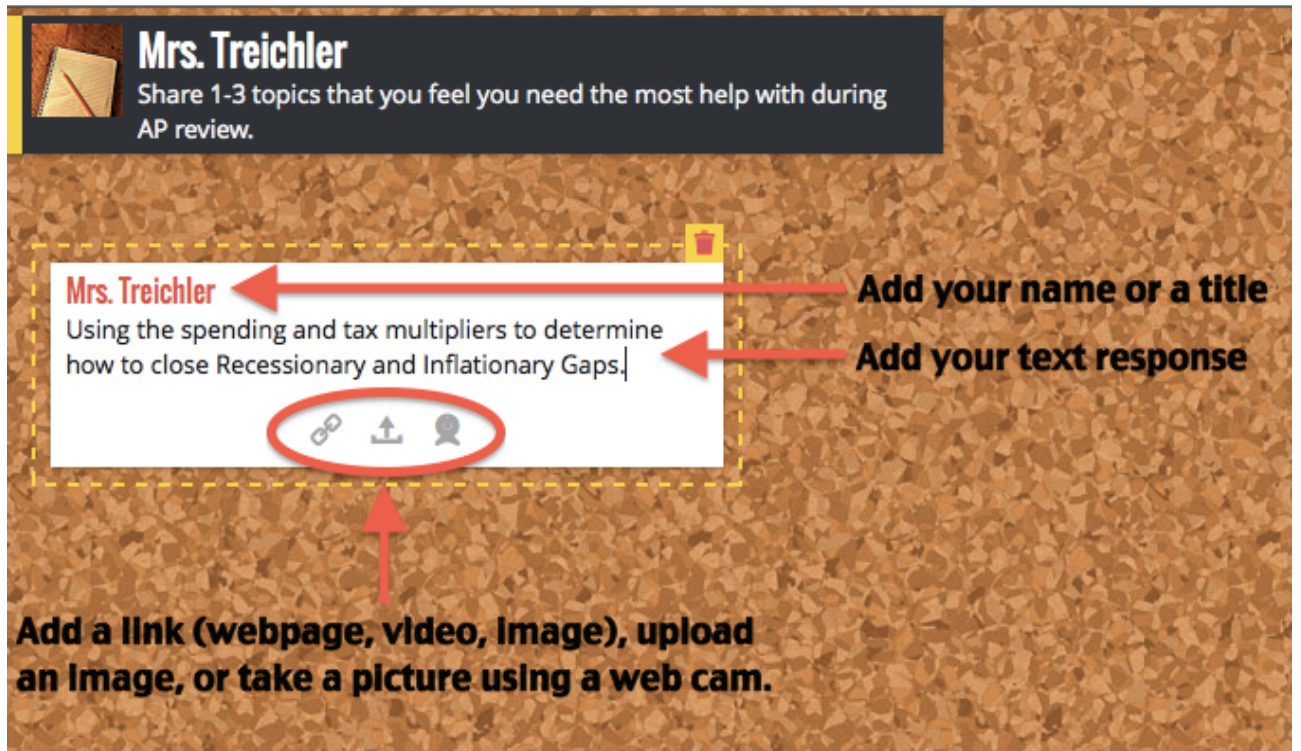 Mrs. Treichler
Share 1-3 topics that you feel you need the most help with during
AP review.
Mrs. Treichler
Add your name or a title
Using the spending and tax multipliers to determine
how to close Recessionary and Inflationary Gaps.
Add your text response
Add a link (webpage, video, image), upload
an image, or take a picture using a web cam.